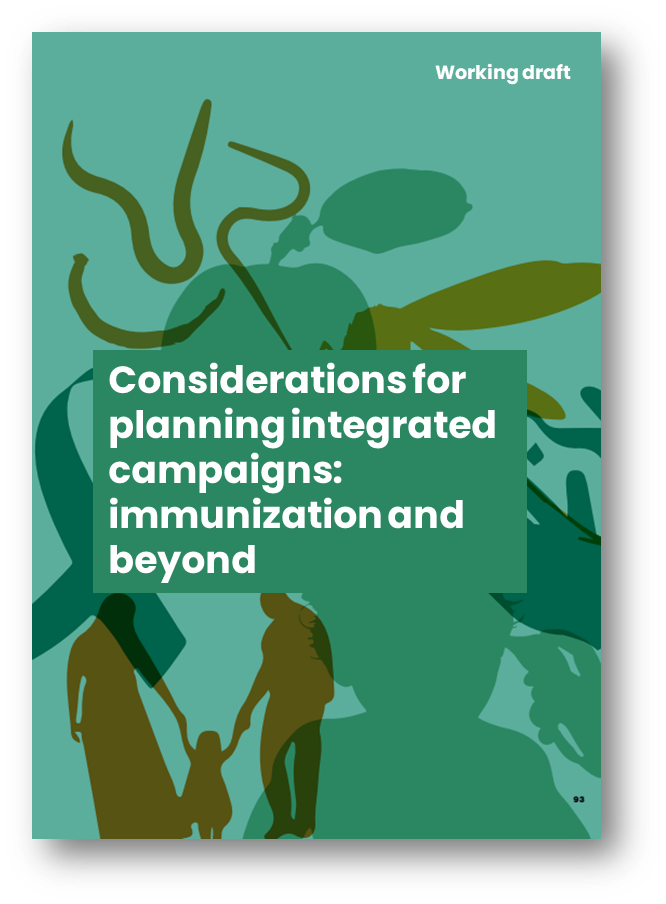 Working draft
Considerations for
planning integrated
campaigns:
immunization and
beyond
93